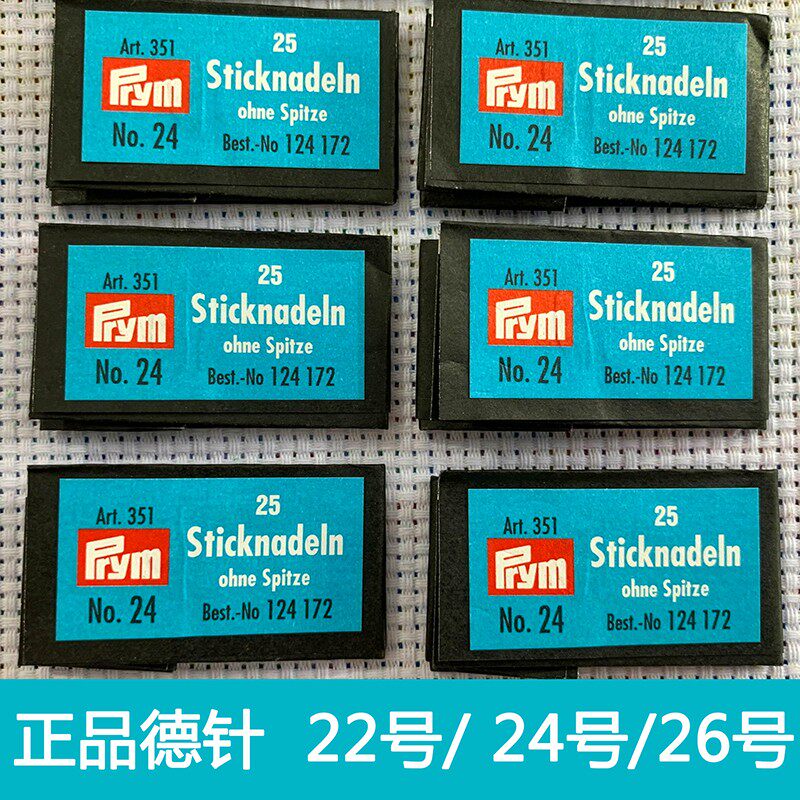 Art. 351
Prym
No. 24
25
Sticknadeln
ohne Spitze
Best.-No 124 172
Art. 351
Prym
No. 24
25
Sticknadeln
ohne Spitze
Best.-No 124 172
Art. 351
Prym
No. 24
25
Sticknadeln
ohne Spitze
Best.-No 124 172
Art. 351
Prym
No. 24
25
Sticknadeln
ohne Spitze
Best.-No 124 172
Art. 351
Prym
No. 24
25
Sticknadeln
ohne Spitze
Best.-No 124 172
Art. 351
Prym
No. 24
25
Sticknadeln
ohne Spitze
Best.-No 124 172
正品德针 22号/ 24号/26号